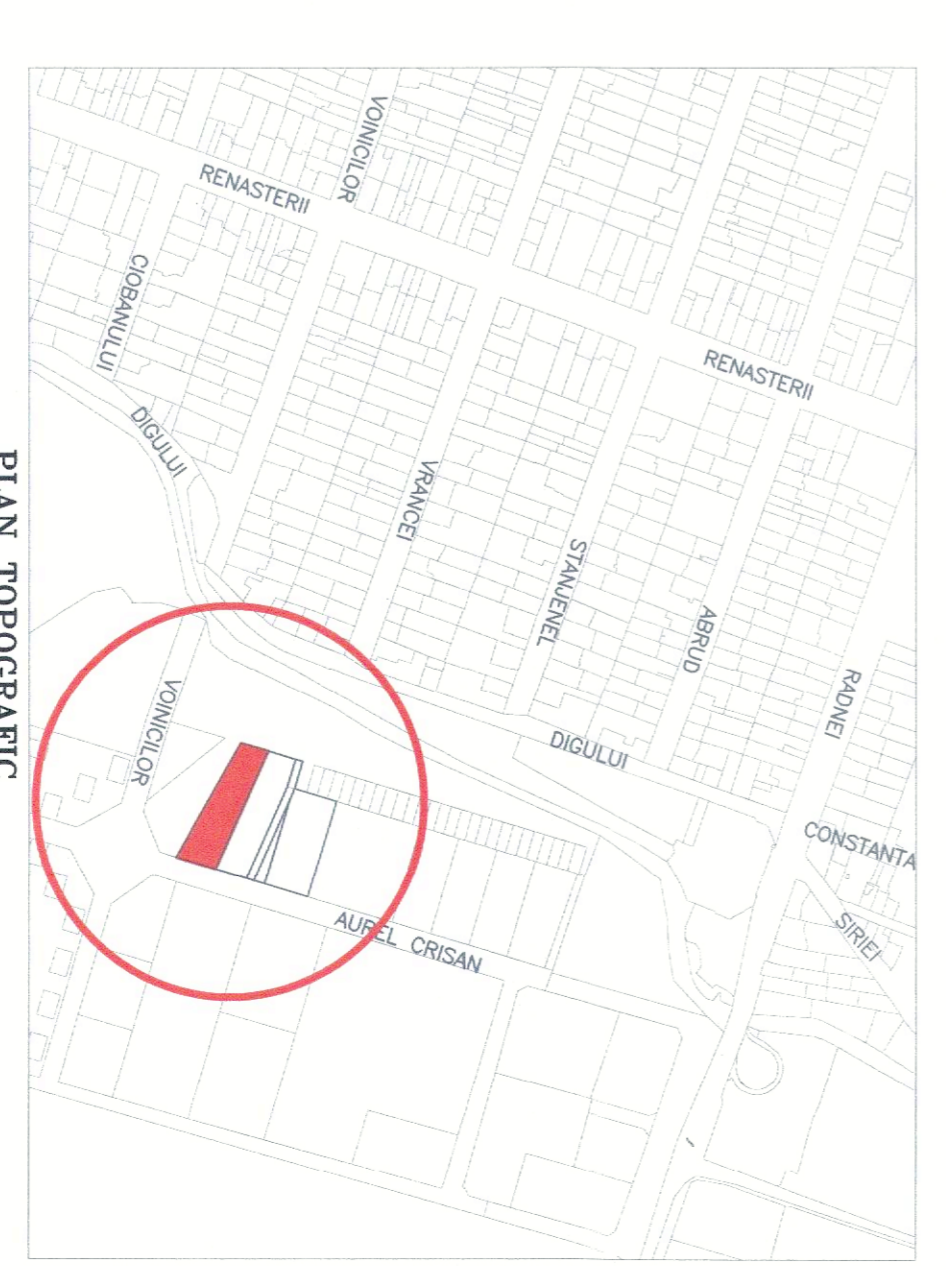 VOINICILOR
RENASTERII
CIOBANULUI
RENASTERII
DIGULUI
VRANCEI
STANJENEL
ABRUD
RADNEI
VOINICILOR
DIGULUI
CONSTANTA
SIRIEI
AUREL CRISAN
PLAN TOPOGRAFIC